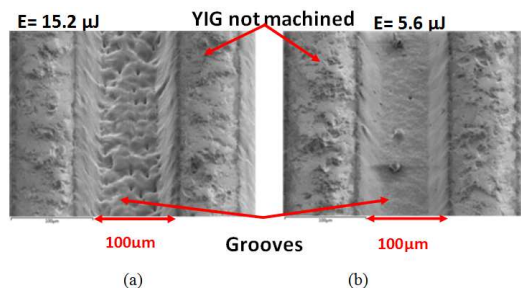 E= 15.2 µJ
YIG not machined
E= 5.6 µJ
100µm
Grooves
100µm
(a)
(b)